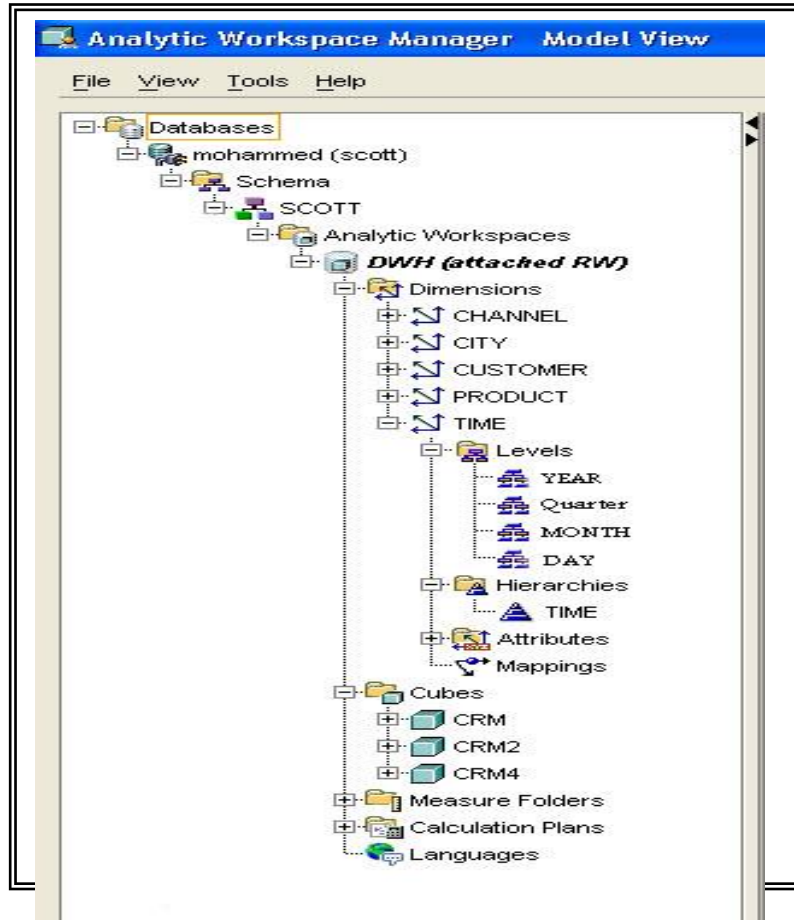 Analytic Workspace Manager Model View
File View Tools Help
Databases
mohammed (scott)
Schema
SCOTT
Analytic Workspaces
DWH (attached RW)
Dimensions
CHANNEL
CITY
CUSTOMER
PRODUCT
TIME
Levels
YEAR
Quarter
MONTH
DAY
Hierarchies
TIME
Attributes
Mappings
Cubes
CRM
CRM2
CRM4
Measure Folders
Calculation Plans
Languages